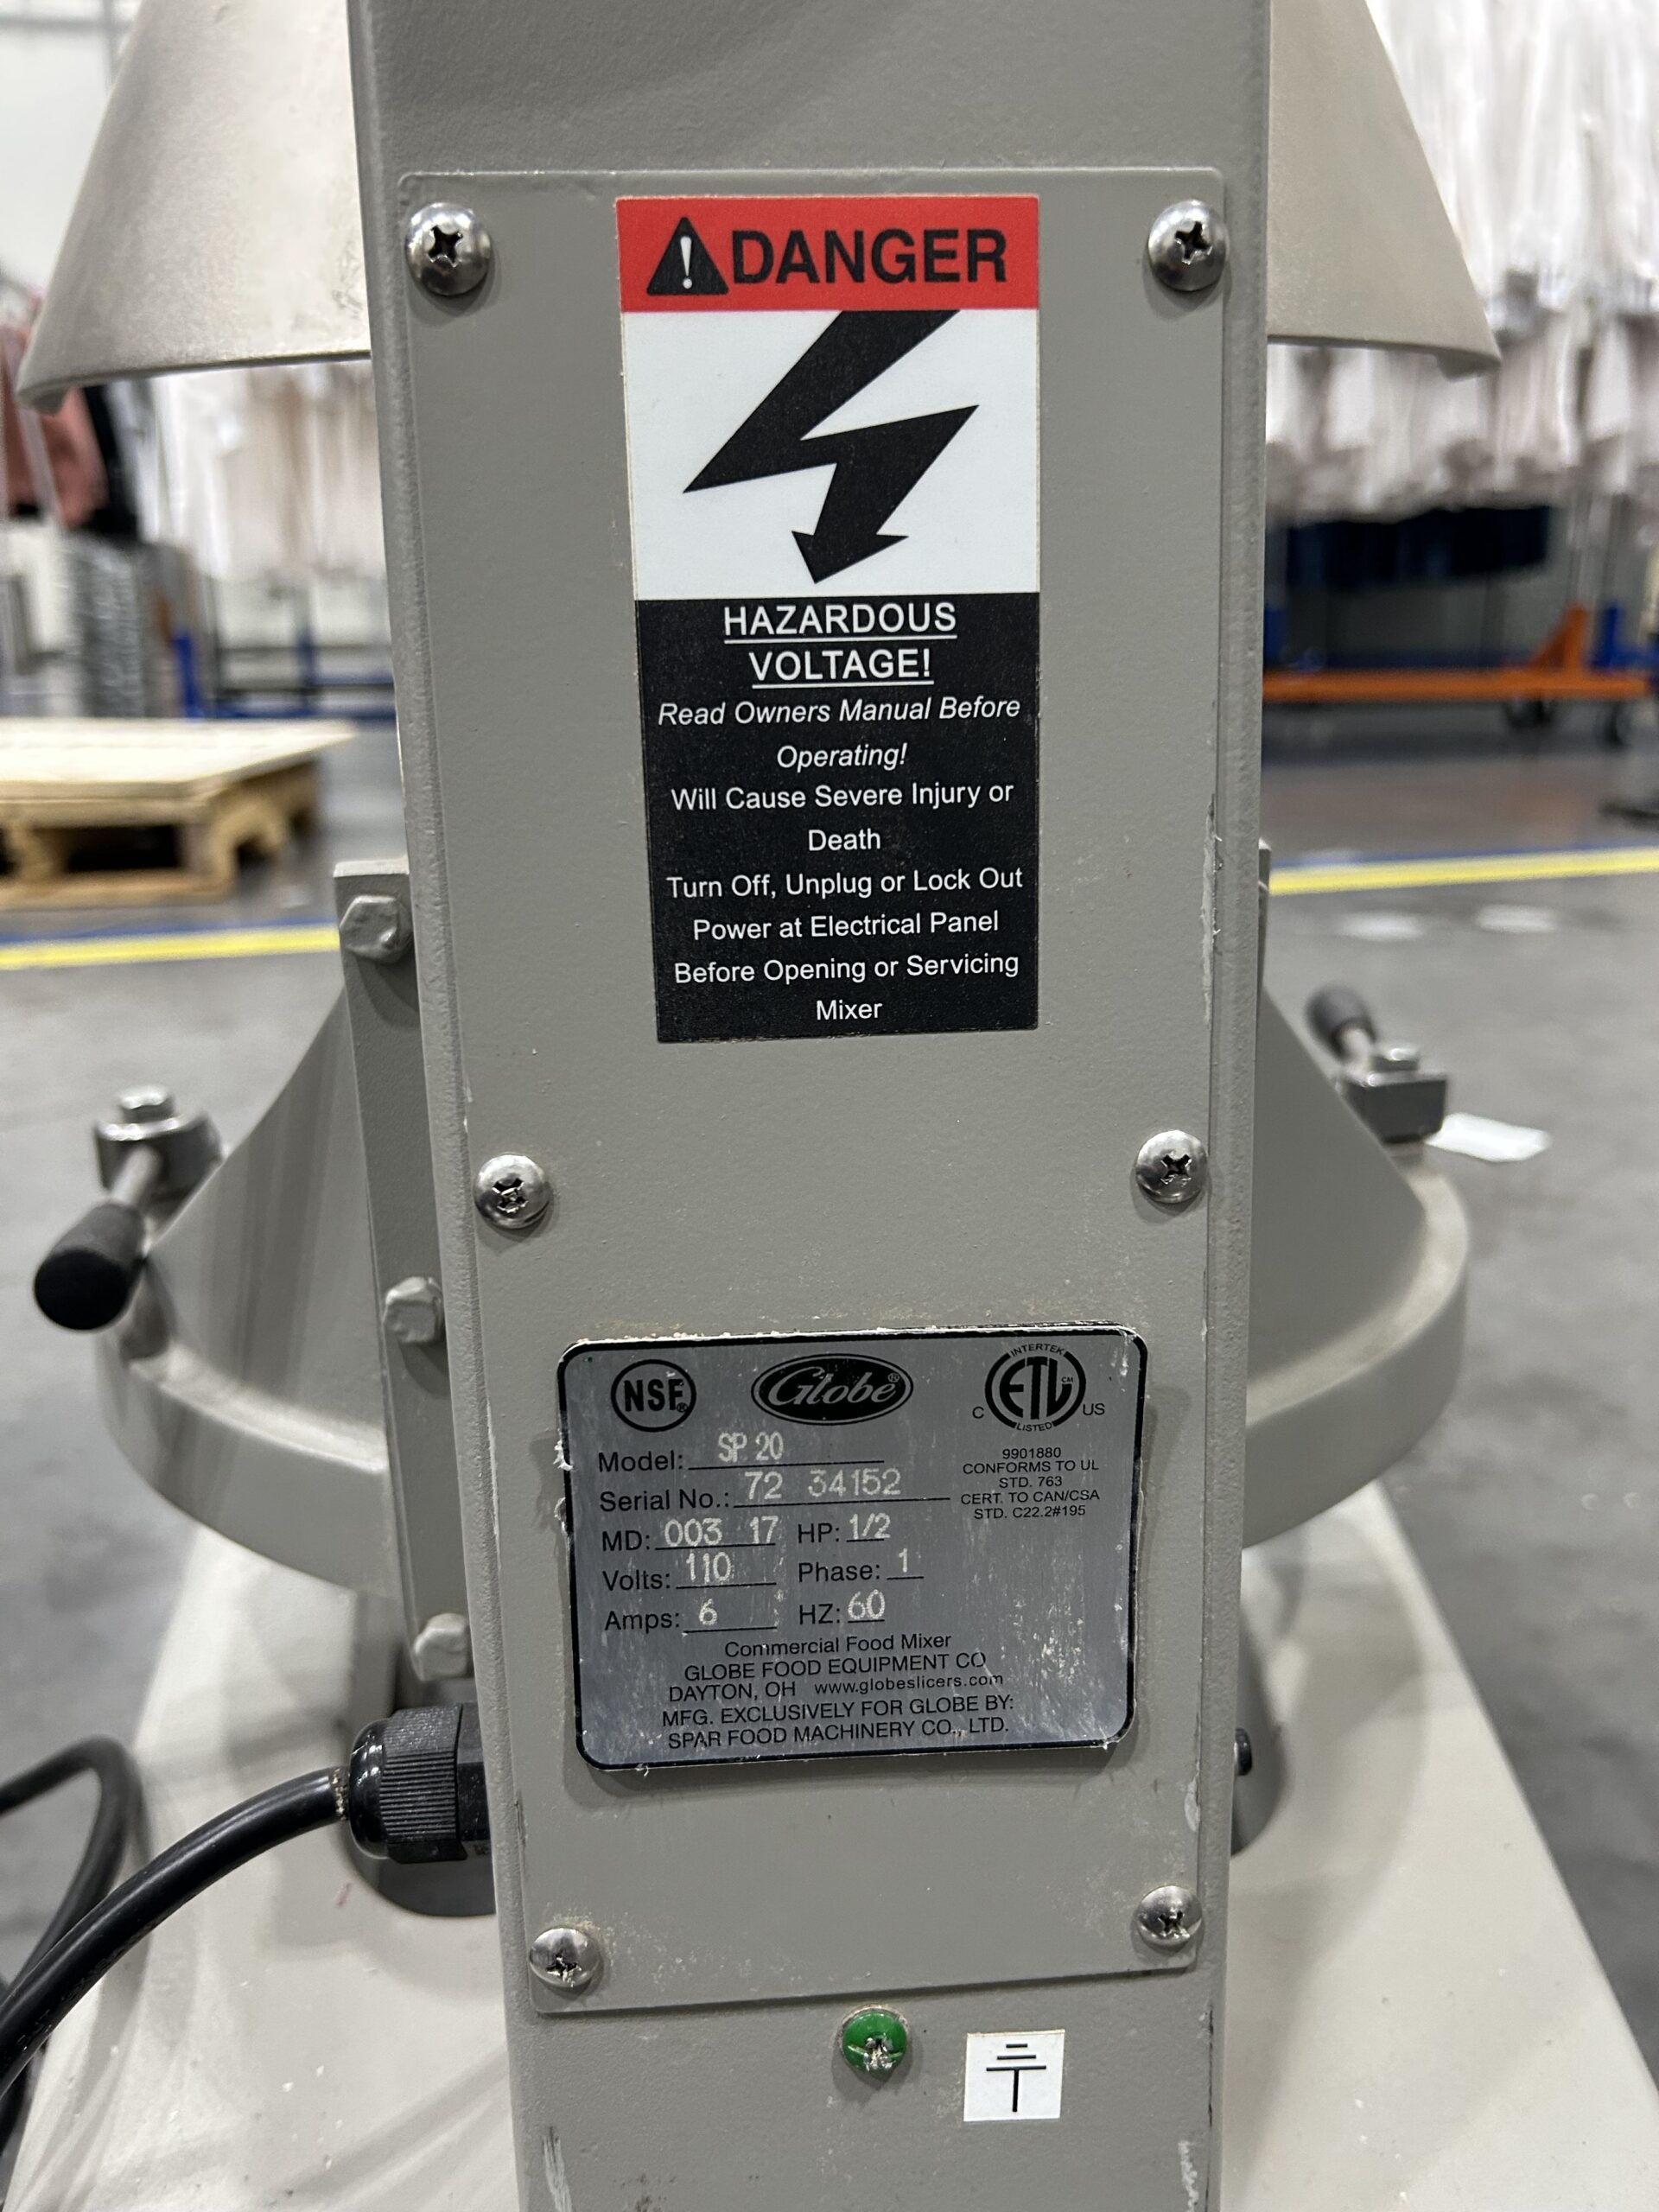 DANGER
HAZARDOUS
VOLTAGE!
Read Owners Manual Before
Operating!
Will Cause Severe Injury or
Death
Turn Off, Unplug or Lock Out
Power at Electrical Panel
Before Opening or Servicing
Mixer
NSF® Globe® INTERTEK ETL CM LISTED C US
Model: SP 20
Serial No.: 72 34152
MD: 003 17 HP: 1/2
Volts: 110 Phase: 1
Amps: 6 HZ: 60
9901880
CONFORMS TO UL
STD. 763
CERT. TO CAN/CSA
STD. C22.2#195
Commercial Food Mixer
GLOBE FOOD EQUIPMENT CO
DAYTON, OH www.globeslicers.com
MFG. EXCLUSIVELY FOR GLOBE BY:
SPAR FOOD MACHINERY CO., LTD.